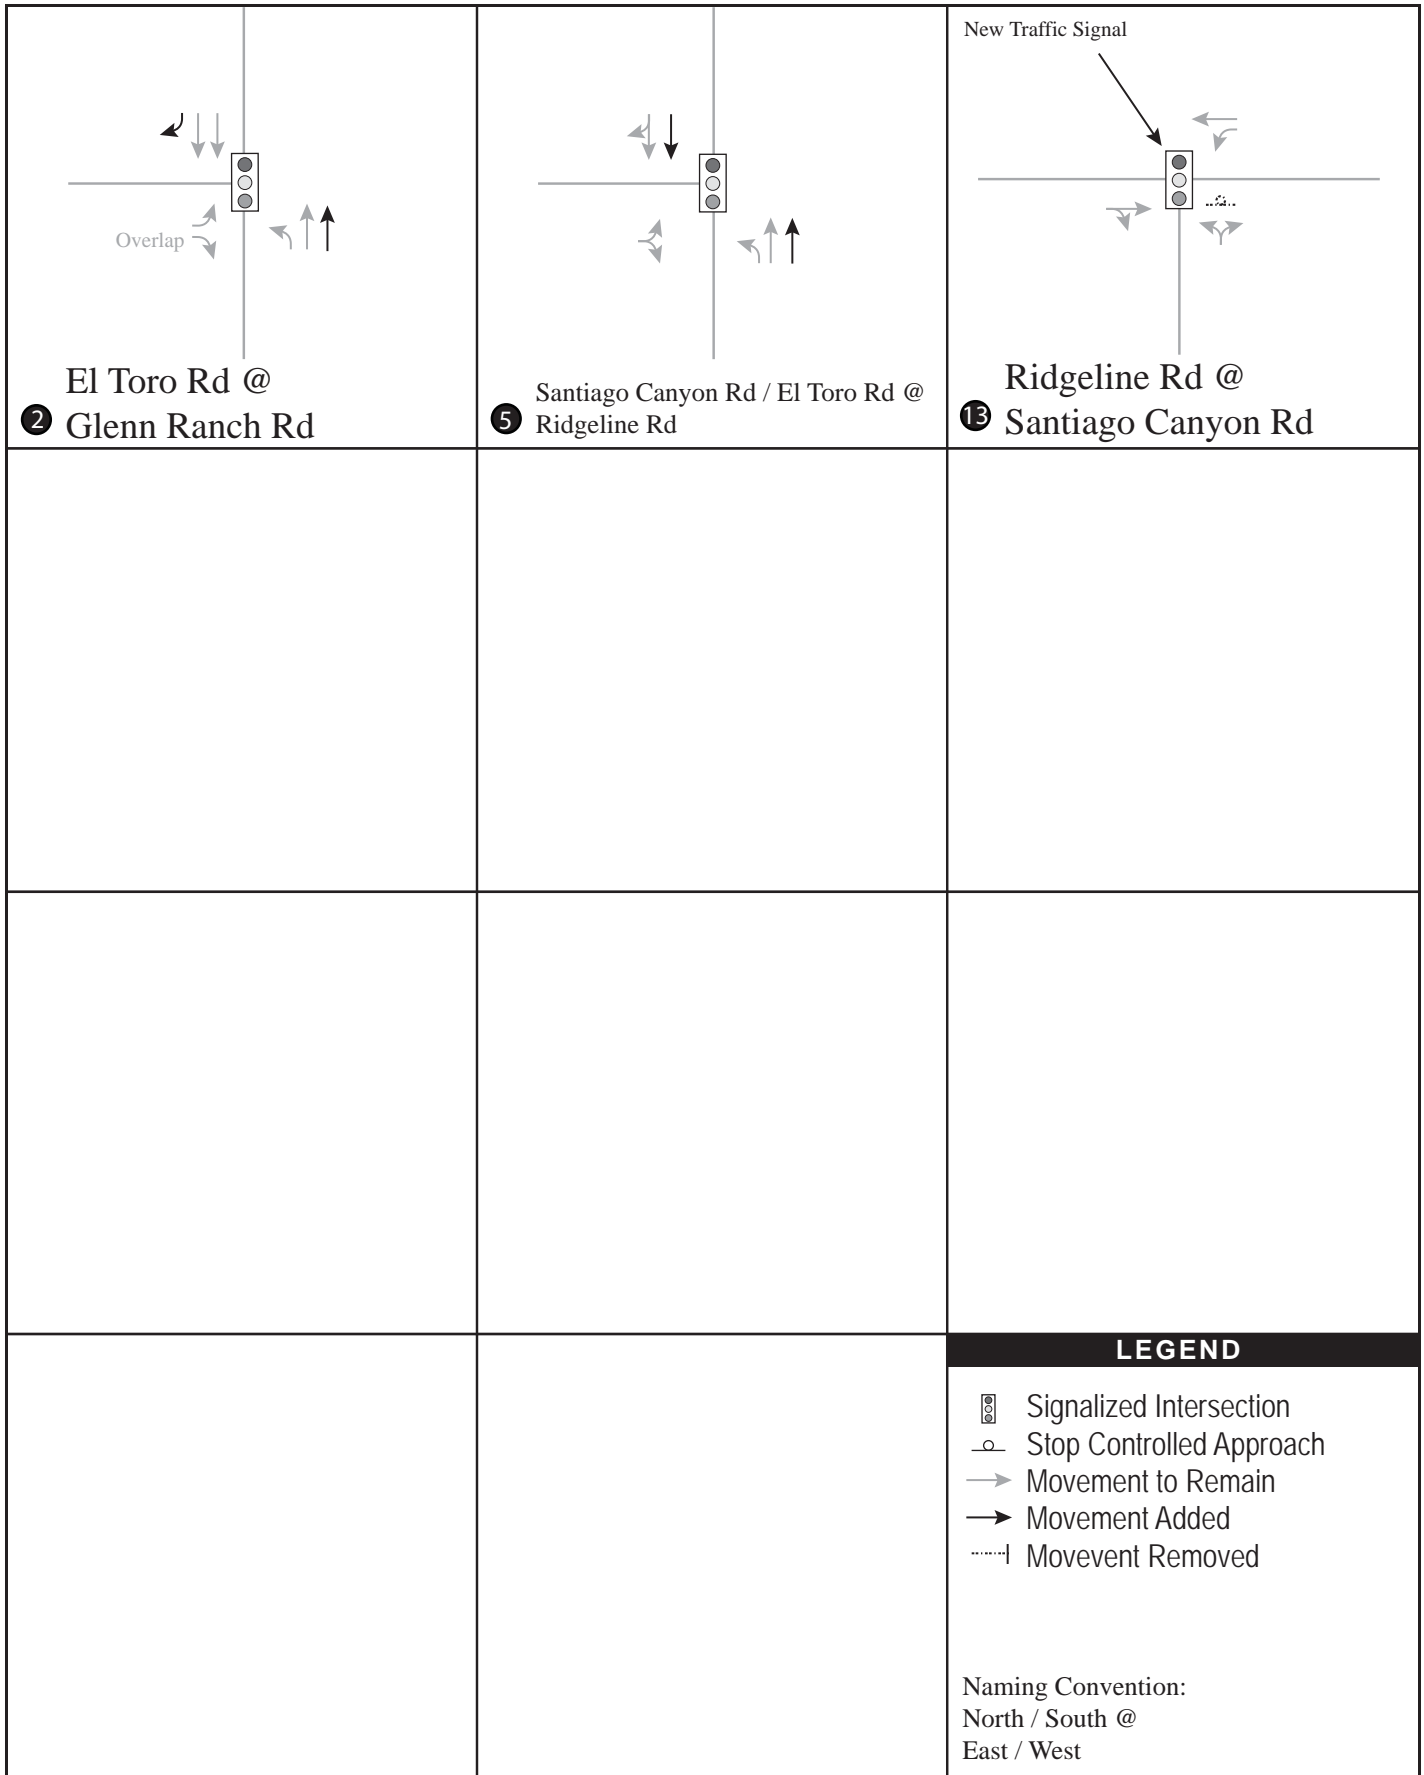 New Traffic Signal
Overlap
El Toro Rd @
2 Glenn Ranch Rd
Santiago Canyon Rd / El Toro Rd @
5 Ridgeline Rd
Ridgeline Rd @
13 Santiago Canyon Rd
LEGEND
Signalized Intersection
Stop Controlled Approach
Movement to Remain
Movement Added
Movevent Removed
Naming Convention:
North / South @
East / West